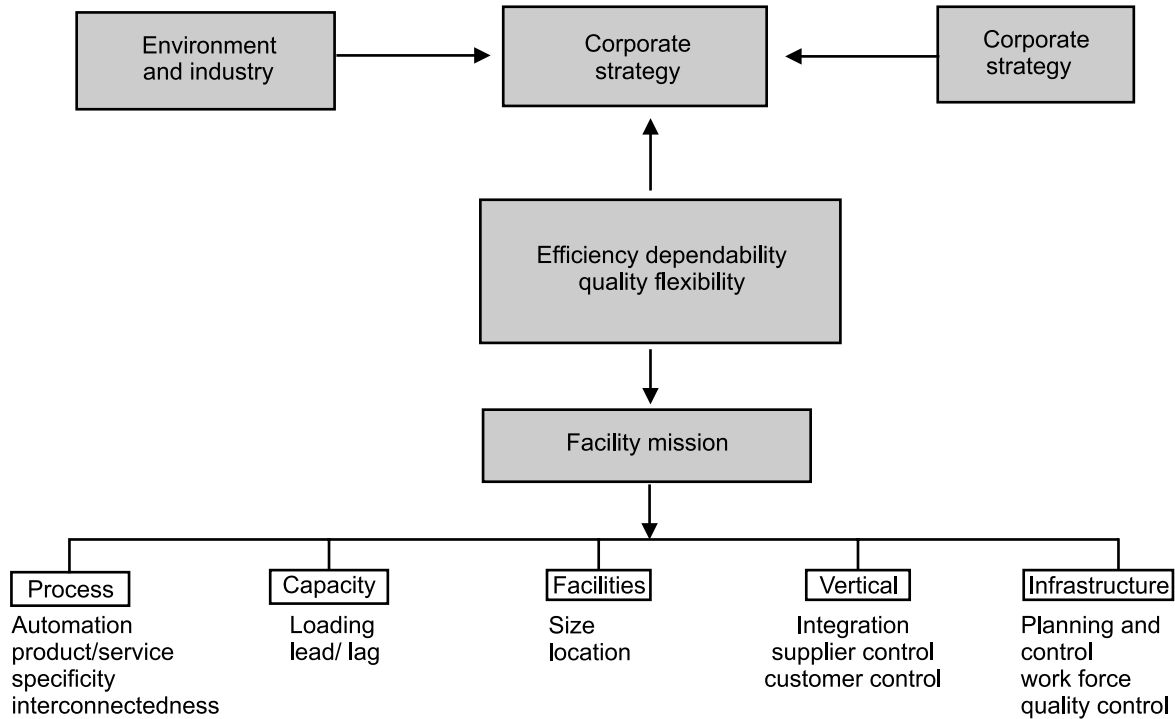 Environment
and industry
Corporate
strategy
Corporate
strategy
Efficiency dependability
quality flexibility
Facility mission
Process
Automation
product/service
specificity
interconnectedness
Capacity
Loading
lead/ lag
Facilities
Size
location
Vertical
Integration
supplier control
customer control
Infrastructure
Planning and
control
work force
quality control